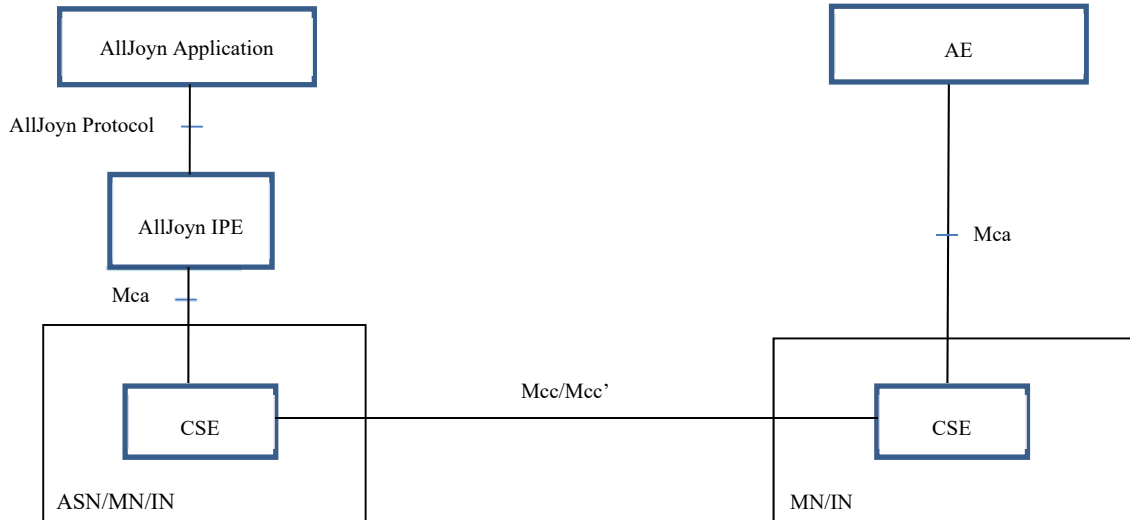 AllJoyn Application
AE
AllJoyn Protocol
AllJoyn IPE
Mca
Mca
Mcc/Mcc’
CSE
CSE
ASN/MN/IN
MN/IN